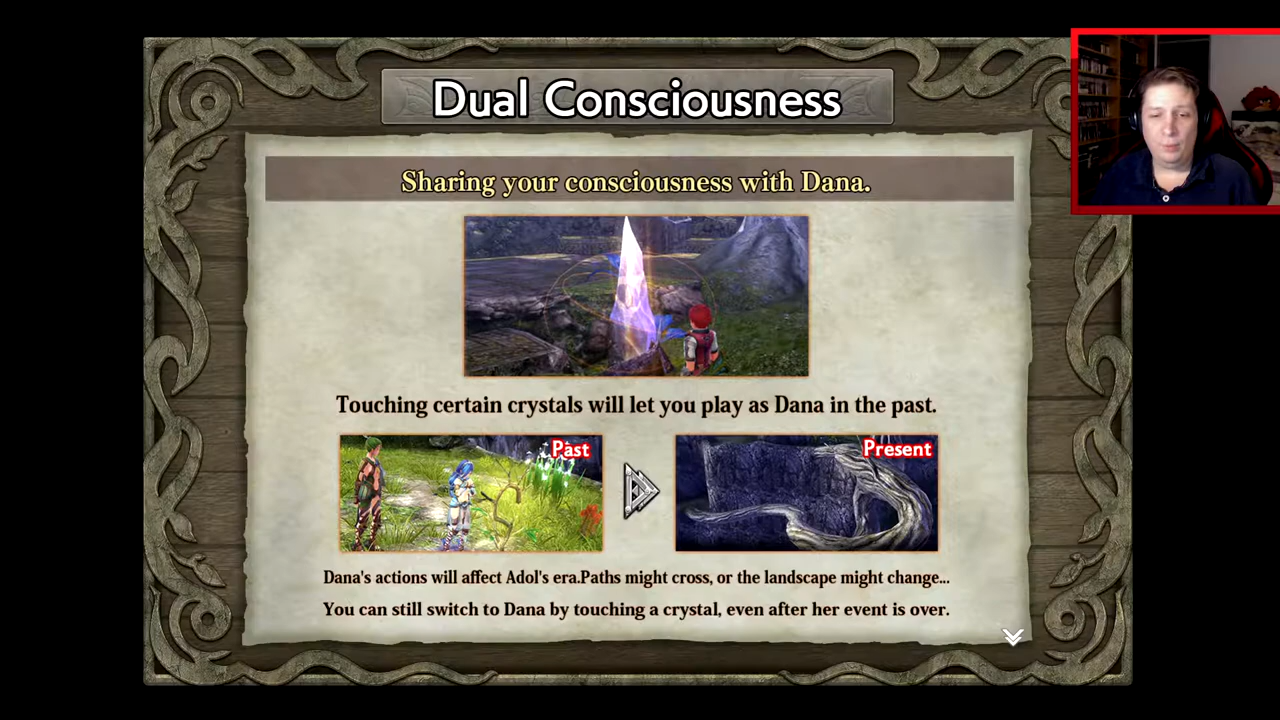 Dual Consciousness
Sharing your consciousness with Dana.
Touching certain crystals will let you play as Dana in the past.
Past
Present
Dana's actions will affect Adol's era.Paths might cross, or the landscape might change...
You can still switch to Dana by touching a crystal, even after her event is over.